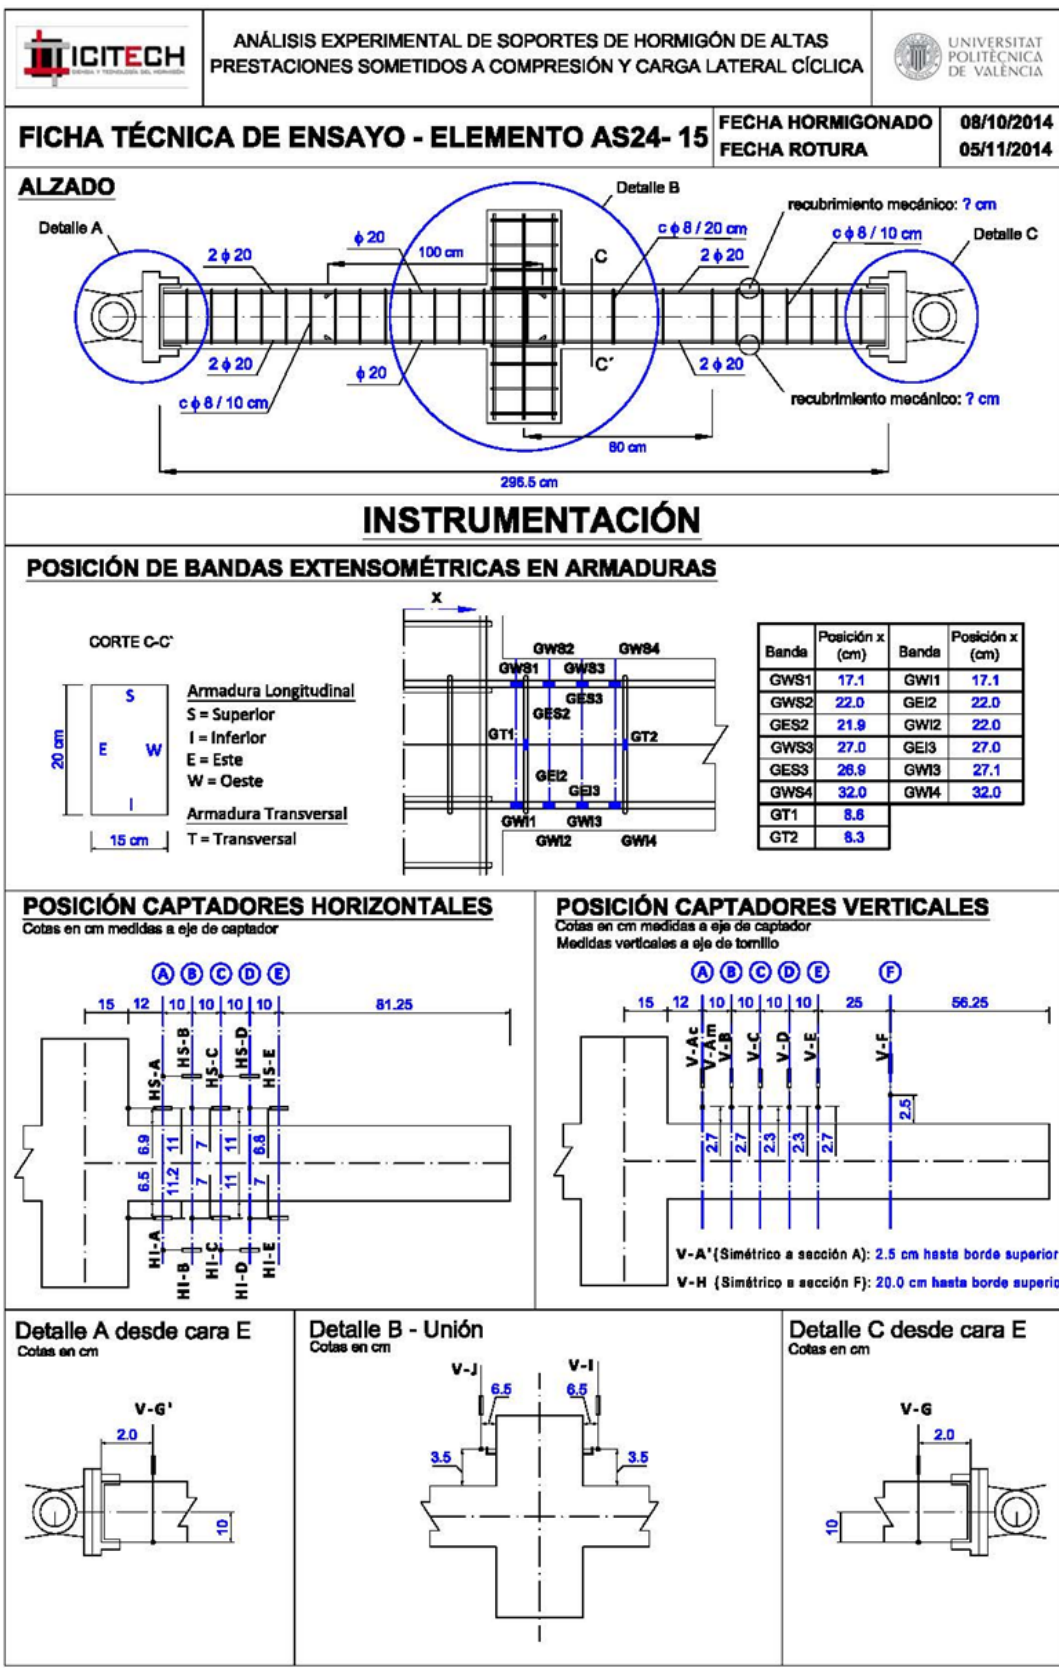 ICITECH
CIENCIA Y TECNOLOGÍA DEL HORMIGÓN
ANÁLISIS EXPERIMENTAL DE SOPORTES DE HORMIGÓN DE ALTAS
PRESTACIONES SOMETIDOS A COMPRESIÓN Y CARGA LATERAL CÍCLICA
UNIVERSITAT
POLITÈCNICA
DE VALÈNCIA
FICHA TÉCNICA DE ENSAYO - ELEMENTO AS24- 15
FECHA HORMIGONADO 08/10/2014
FECHA ROTURA 05/11/2014
ALZADO
Detalle A
Detalle B
Detalle C
recubrimiento mecánico: ? cm
c ϕ 8 / 20 cm
c ϕ 8 / 10 cm
2 ϕ 20
ϕ 20
100 cm
2 ϕ 20
C
C´
2 ϕ 20
ϕ 20
2 ϕ 20
c ϕ 8 / 10 cm
recubrimiento mecánico: ? cm
80 cm
296.5 cm
INSTRUMENTACIÓN
POSICIÓN DE BANDAS EXTENSOMÉTRICAS EN ARMADURAS
CORTE C-C`
S
E W
I
20 cm
15 cm
Armadura Longitudinal
S = Superior
I = Inferior
E = Este
W = Oeste
Armadura Transversal
T = Transversal
X
GWS2 GWS4
GWS1 GWS3
GES3
GES2
GT1 GT2
GEI2
GEI3
GWI1 GWI3
GWI2 GWI4
Banda Posición x (cm) Banda Posición x (cm)
GWS1 17.1 GWI1 17.1
GWS2 22.0 GEI2 22.0
GES2 21.9 GWI2 22.0
GWS3 27.0 GEI3 27.0
GES3 26.9 GWI3 27.1
GWS4 32.0 GWI4 32.0
GT1 8.6
GT2 8.3
POSICIÓN CAPTADORES HORIZONTALES
Cotas en cm medidas a eje de captador
A B C D E
15 12 10 10 10 10 81.25
HS-A
HS-B
HS-C
HS-D
HS-E
6.9 11 7 11 6.8
6.5 11.2 7 11 7
HI-A
HI-B
HI-C
HI-D
HI-E
POSICIÓN CAPTADORES VERTICALES
Cotas en cm medidas a eje de captador
Medidas verticales a eje de tornillo
A B C D E F
15 12 10 10 10 10 25 56.25
V-Ac
V-Am
V-B
V-C
V-D
V-E
V-F
2.7 2.7 2.3 2.3 2.7 2.5
V-A'(Simétrico a sección A): 2.5 cm hasta borde superior
V-H (Simétrico a sección F): 20.0 cm hasta borde superio
Detalle A desde cara E
Cotas en cm
V-G'
2.0
10
Detalle B - Unión
Cotas en cm
V-J V-I
6.5 6.5
3.5 3.5
Detalle C desde cara E
Cotas en cm
V-G
2.0
10